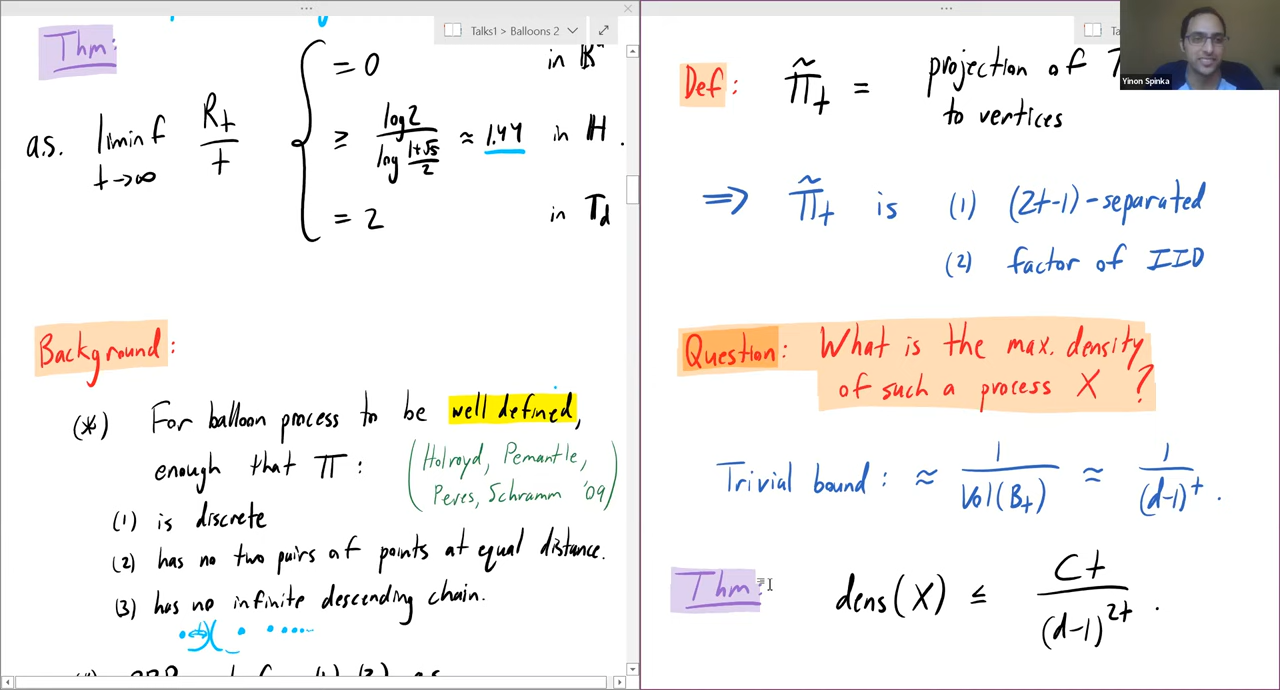 Talks1 > Balloons 2
Thm:
a.s. liminf t→∞ R_t / t
= 0 in ℝ
≥ log2 / log (1+√5)/2 ≈ 1.44 in H .
= 2 in T_d
Background:
(*) For balloon process to be well defined,
enough that Π :
(Holroyd, Pemantle,
Peres, Schramm '09)
(1) is discrete
(2) has no two pairs of points at equal distance.
(3) has no infinite descending chain.
Yinon Spinka
Def: Π̃_t = projection of
to vertices
⟹ Π̃_t is (1) (2t-1)-separated
(2) factor of IID
Question: What is the max. density
of such a process X ?
Trivial bound: ≈ 1 / Vol(B_t) ≈ 1 / (d-1)^t .
Thm dens(X) ≤ Ct / (d-1)^2t .